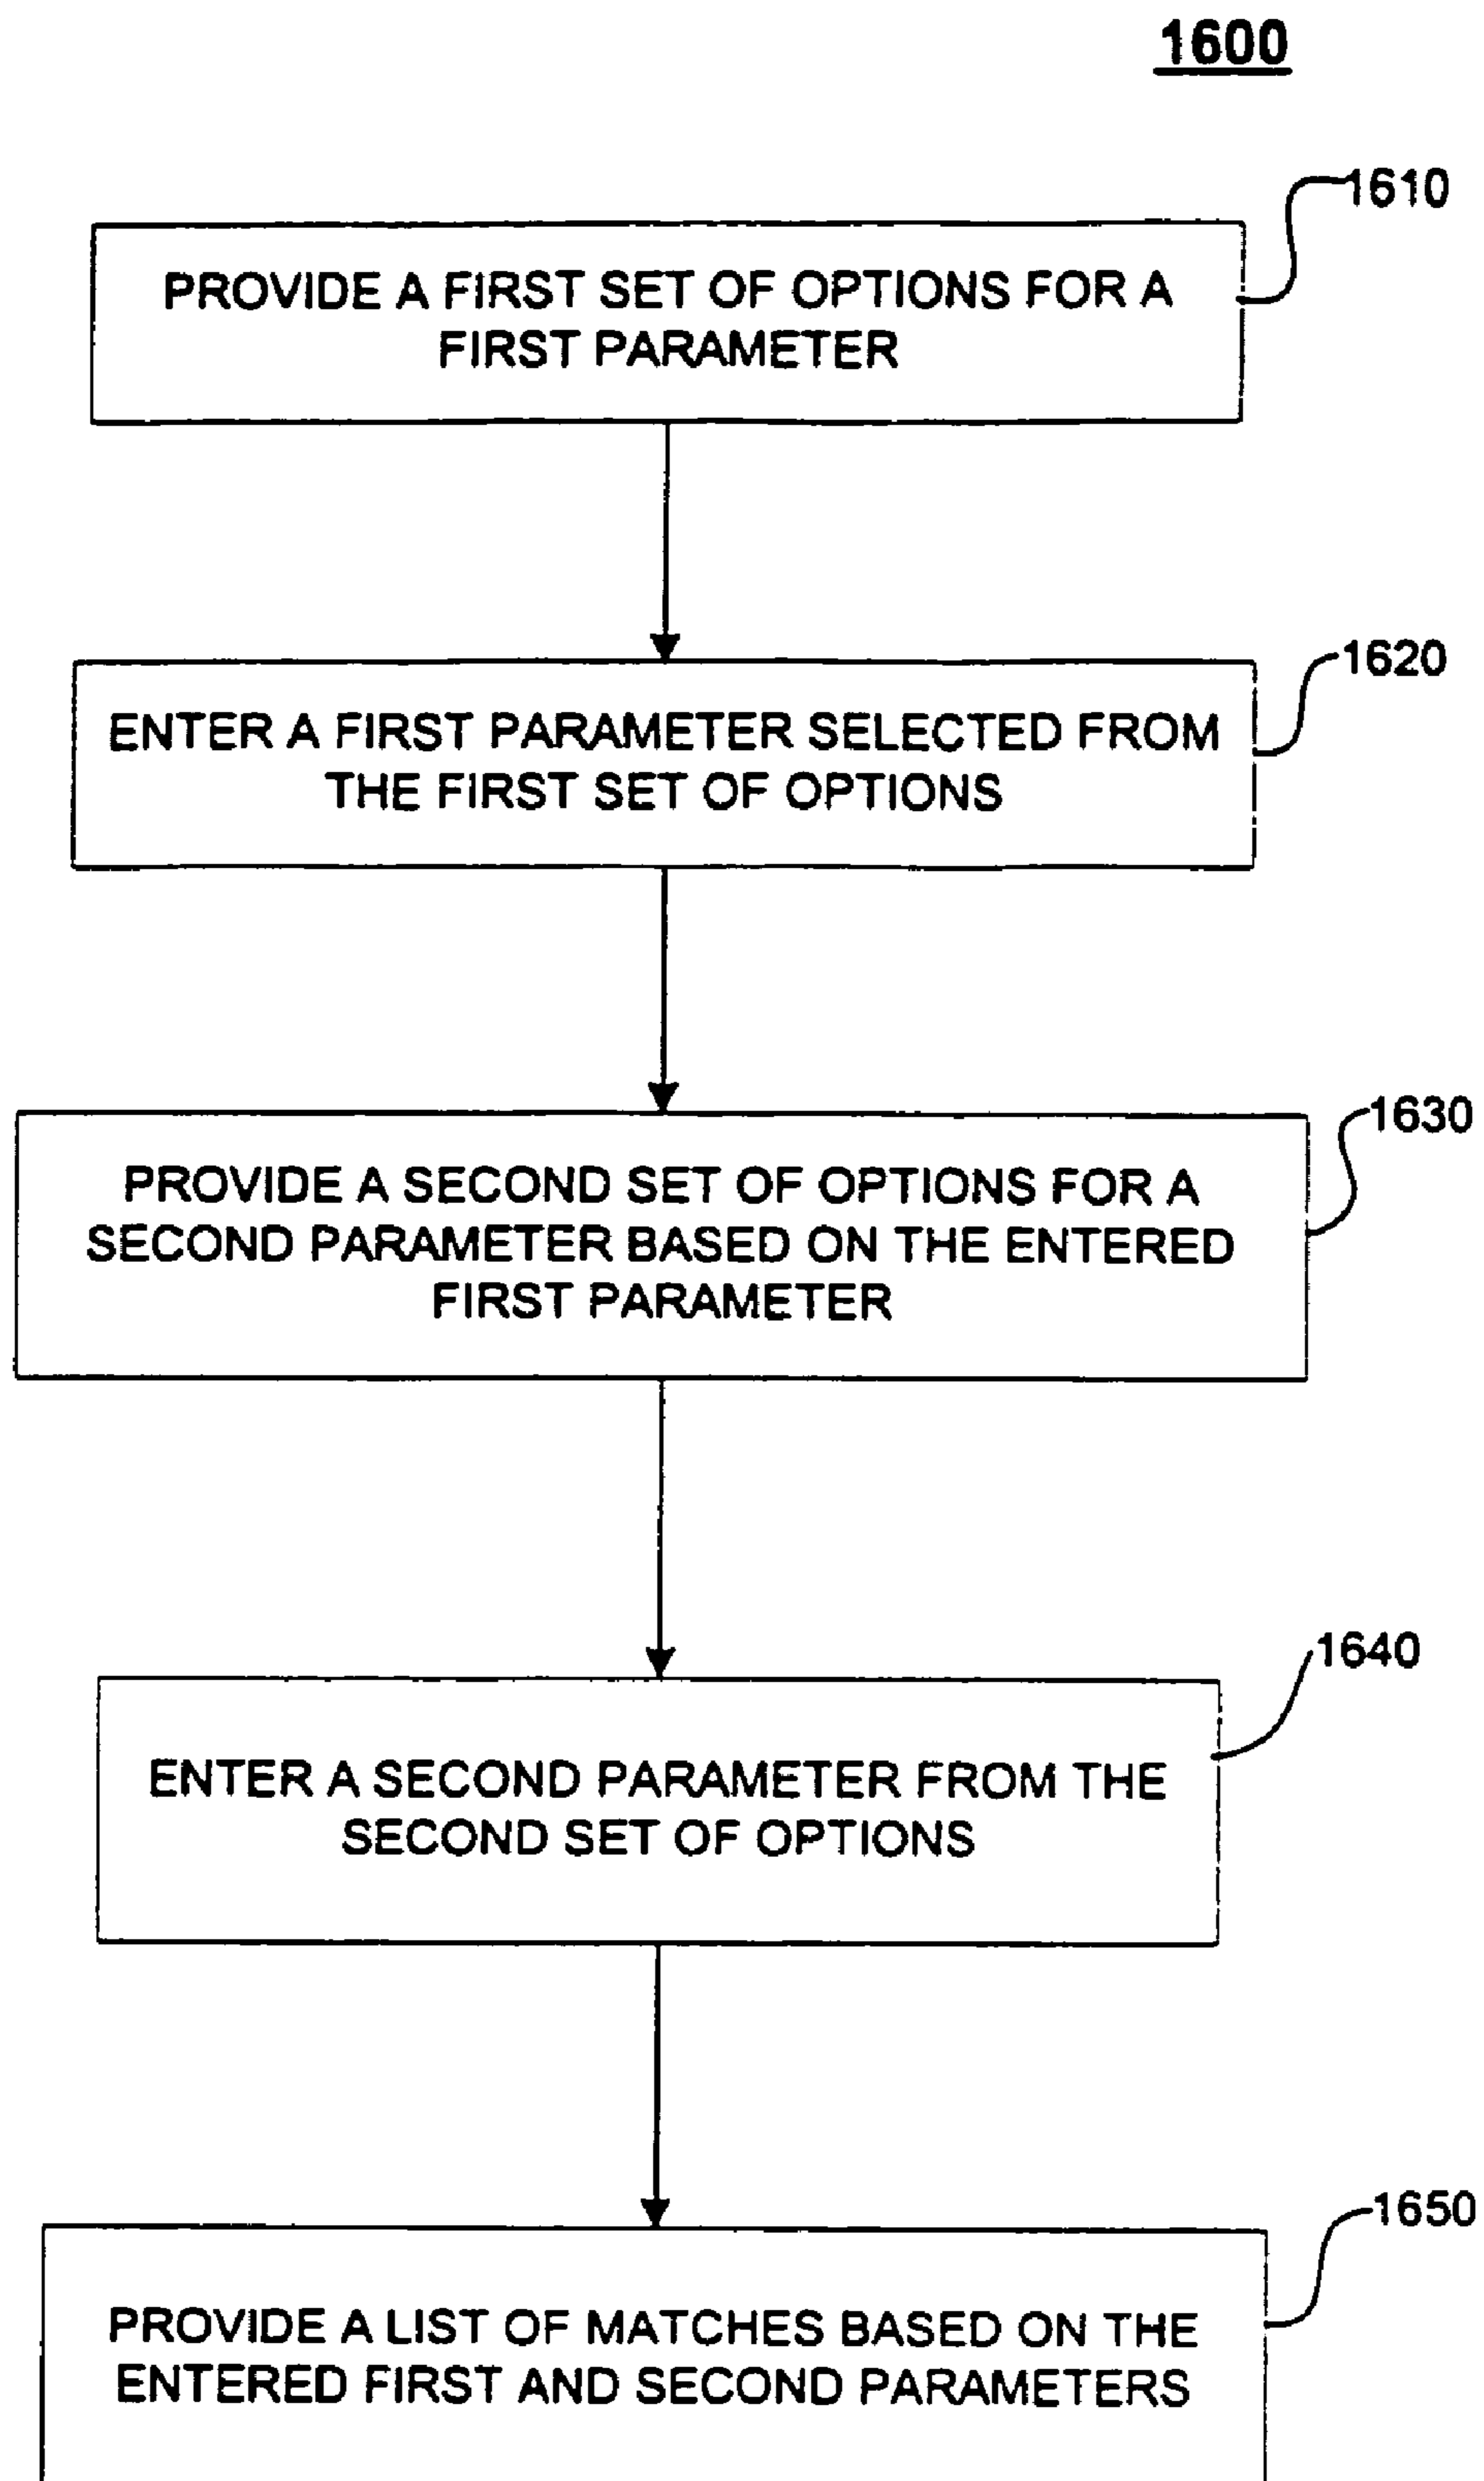 1600
1610
PROVIDE A FIRST SET OF OPTIONS FOR A
FIRST PARAMETER
1620
ENTER A FIRST PARAMETER SELECTED FROM
THE FIRST SET OF OPTIONS
1630
PROVIDE A SECOND SET OF OPTIONS FOR A
SECOND PARAMETER BASED ON THE ENTERED
FIRST PARAMETER
1640
ENTER A SECOND PARAMETER FROM THE
SECOND SET OF OPTIONS
1650
PROVIDE A LIST OF MATCHES BASED ON THE
ENTERED FIRST AND SECOND PARAMETERS